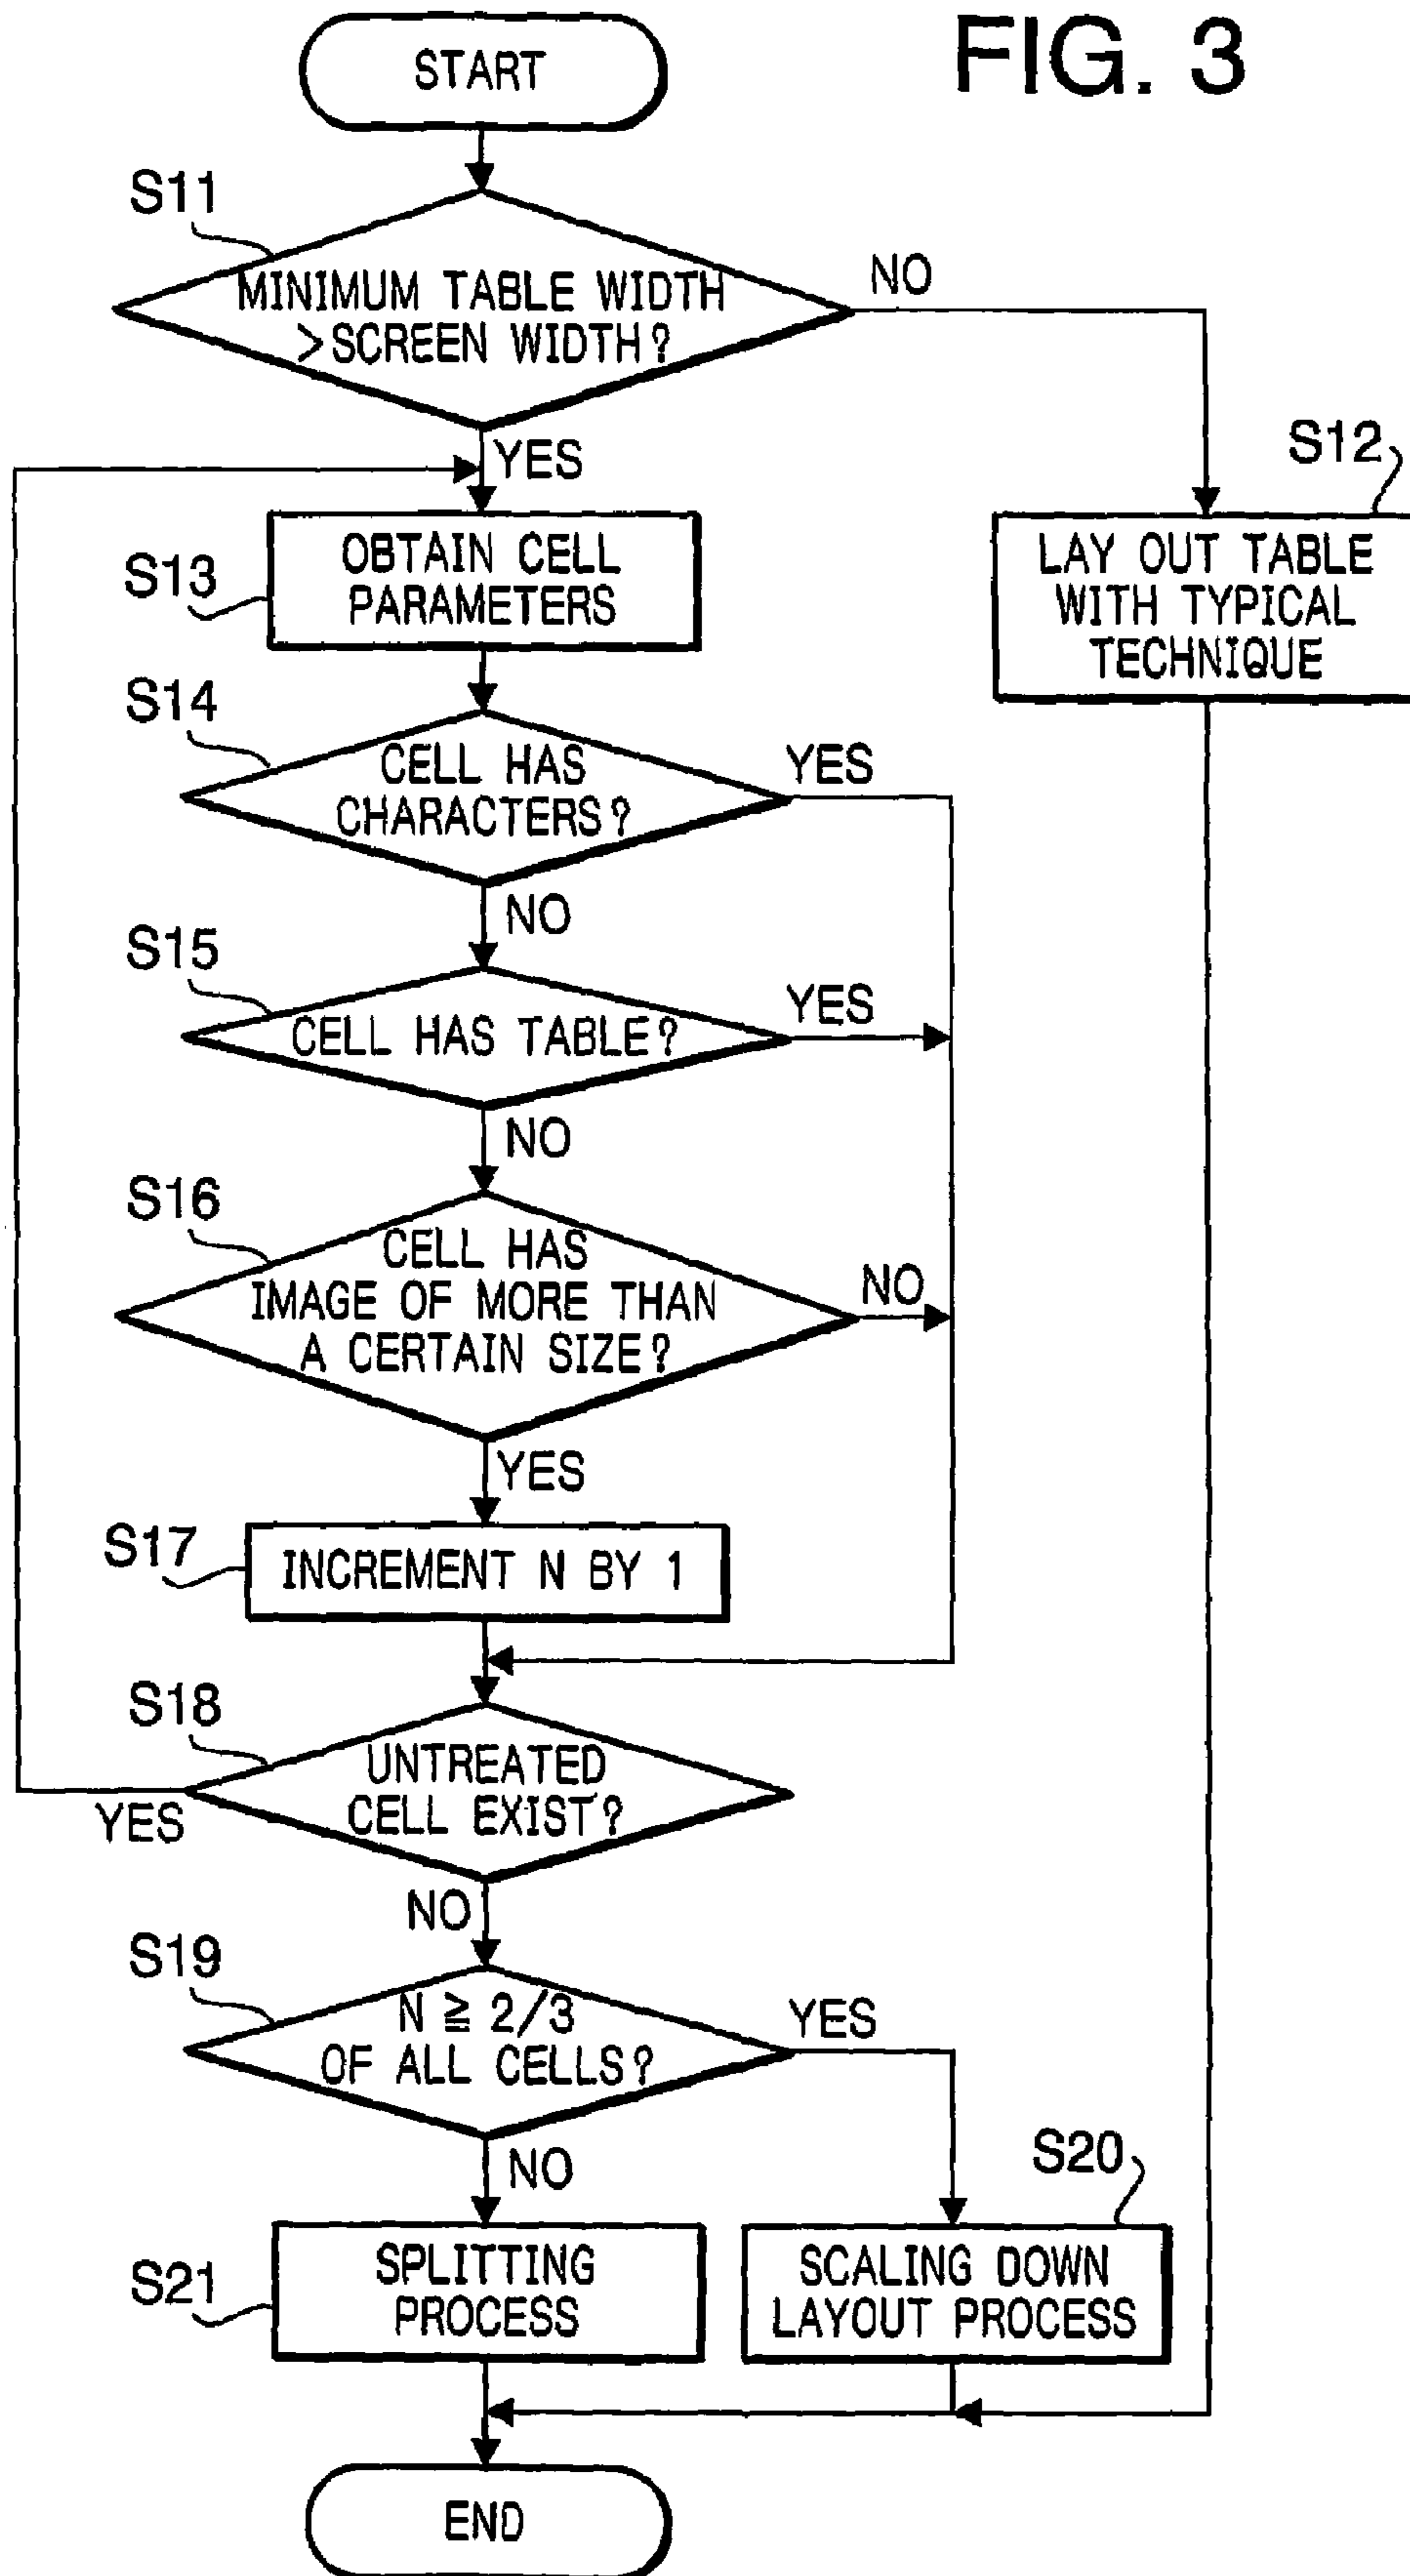 FIG. 3
START
S11
MINIMUM TABLE WIDTH
>SCREEN WIDTH?
NO
YES
S12
LAY OUT TABLE
WITH TYPICAL
TECHNIQUE
S13
OBTAIN CELL
PARAMETERS
S14
CELL HAS
CHARACTERS?
YES
NO
S15
CELL HAS TABLE?
YES
NO
S16
CELL HAS
IMAGE OF MORE THAN
A CERTAIN SIZE?
NO
YES
S17
INCREMENT N BY 1
S18
UNTREATED
CELL EXIST?
YES
NO
S19
N ≧ 2/3
OF ALL CELLS?
YES
NO
S20
SCALING DOWN
LAYOUT PROCESS
S21
SPLITTING
PROCESS
END